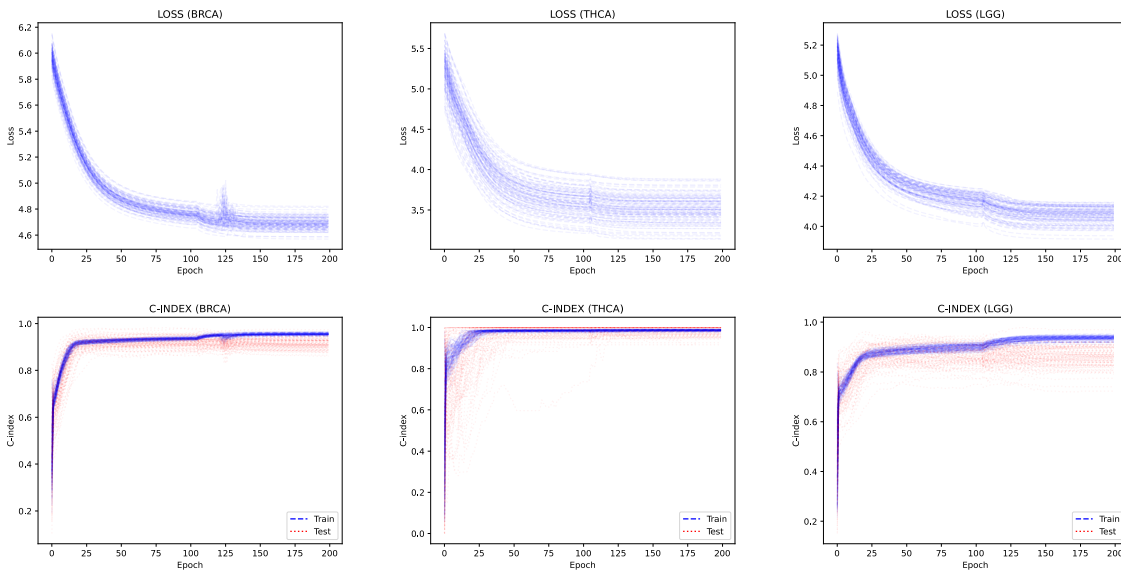 LOSS (BRCA)
6.2
6.0
5.8
5.6
5.4
5.2
5.0
4.8
4.6
Loss
0 25 50 75 100 125 150 175 200
Epoch
LOSS (THCA)
5.5
5.0
4.5
4.0
3.5
Loss
0 25 50 75 100 125 150 175 200
Epoch
LOSS (LGG)
5.2
5.0
4.8
4.6
4.4
4.2
4.0
Loss
0 25 50 75 100 125 150 175 200
Epoch
C-INDEX (BRCA)
1.0
0.8
0.6
0.4
0.2
C-index
Train
Test
0 25 50 75 100 125 150 175 200
Epoch
C-INDEX (THCA)
1.0
0.8
0.6
0.4
0.2
0.0
C-index
Train
Test
0 25 50 75 100 125 150 175 200
Epoch
C-INDEX (LGG)
1.0
0.8
0.6
0.4
0.2
C-index
Train
Test
0 25 50 75 100 125 150 175 200
Epoch